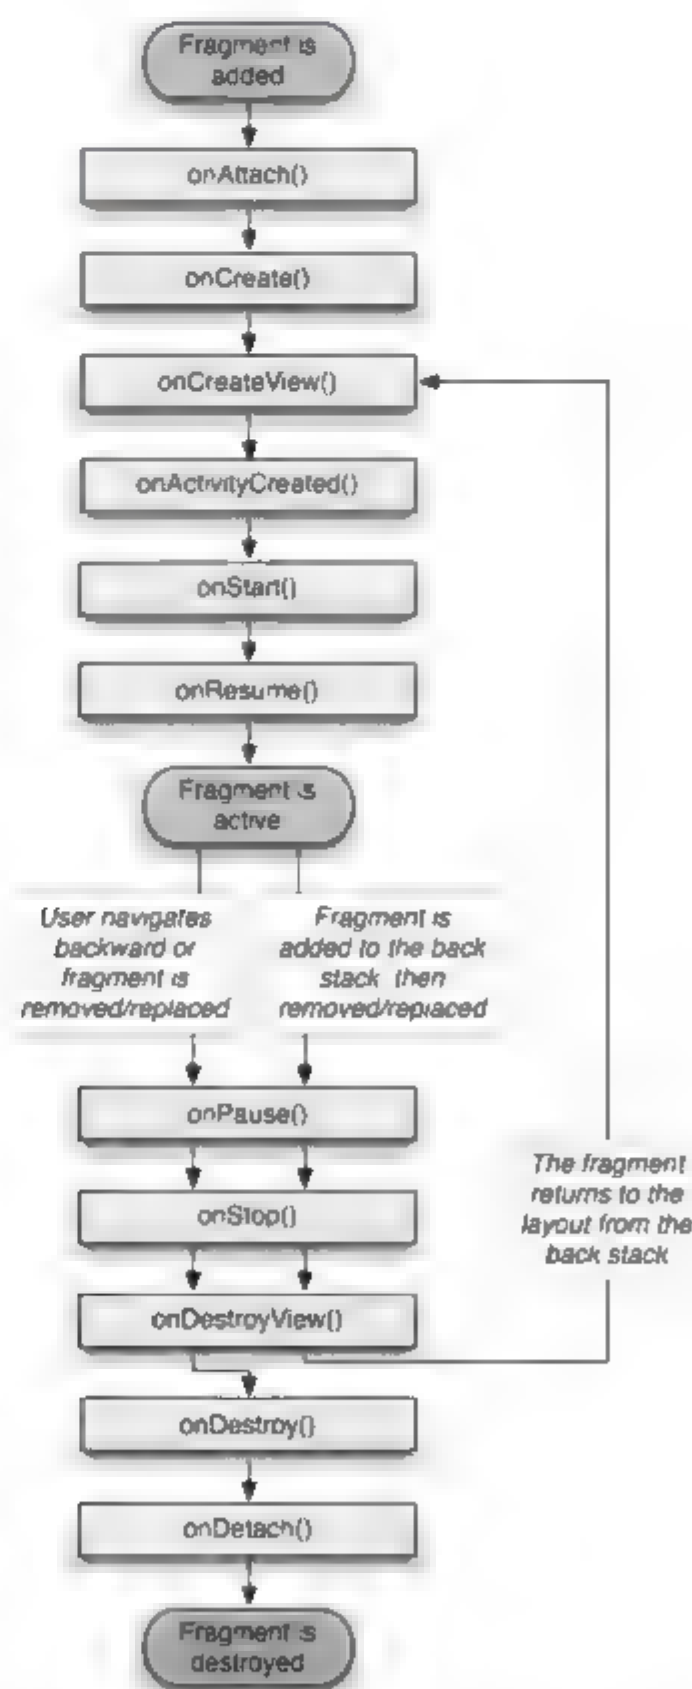 Fragment is
added
onAttach()
onCreate()
onCreateView()
onActivityCreated()
onStart()
onResume()
Fragment is
active
User navigates
backward or
fragment is
removed/replaced
Fragment is
added to the back
stack then
removed/replaced
onPause()
onStop()
onDestroyView()
The fragment
returns to the
layout from the
back stack
onDestroy()
onDetach()
Fragment is
destroyed